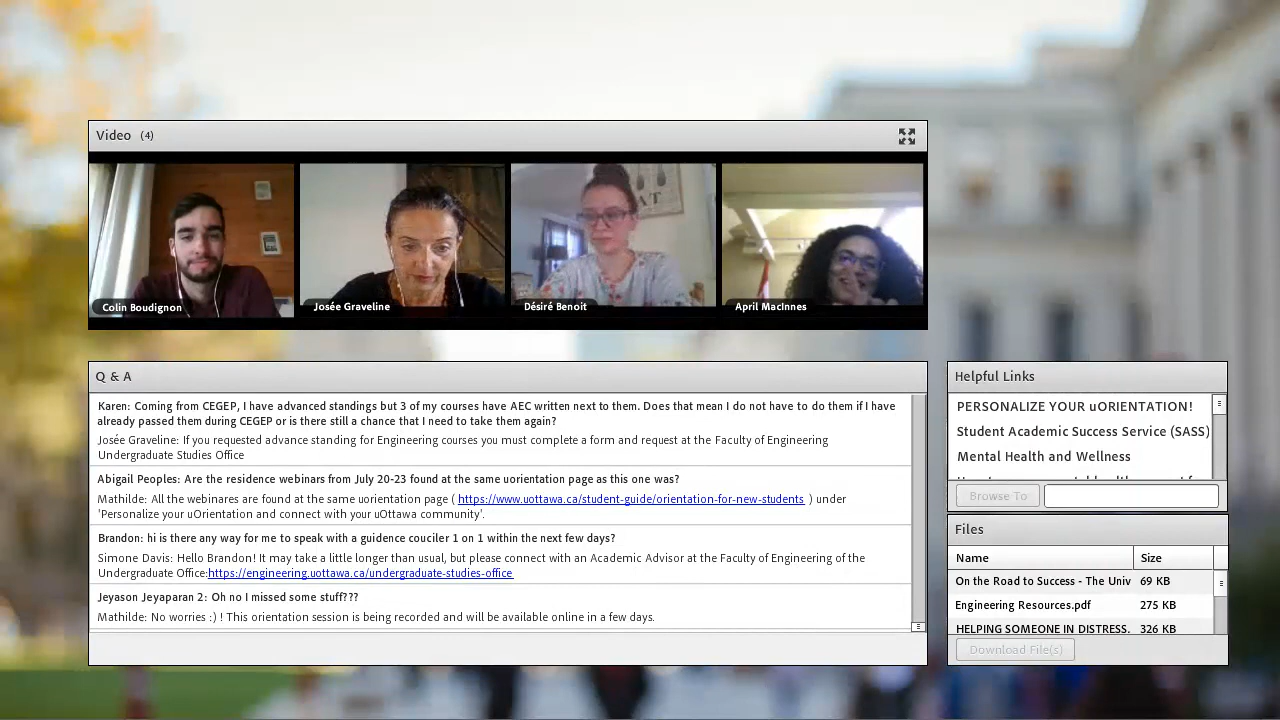 Video (4)
Colin Boudignon
Josée Graveline
Désiré Benoit
April MacInnes
Q & A
Karen: Coming from CEGEP, I have advanced standings but 3 of my courses have AEC written next to them. Does that mean I do not have to do them if I have
already passed them during CEGEP or is there still a chance that I need to take them again?
Josée Graveline: If you requested advance standing for Engineering courses you must complete a form and request at the Faculty of Engineering
Undergraduate Studies Office
Abigail Peoples: Are the residence webinars from July 20-23 found at the same uorientation page as this one was?
Mathilde: All the webinares are found at the same uorientation page ( https://www.uottawa.ca/student-guide/orientation-for-new-students ) under
'Personalize your uOrientation and connect with your uOttawa community'.
Brandon: hi is there any way for me to speak with a guidence couciler 1 on 1 within the next few days?
Simone Davis: Hello Brandon! It may take a little longer than usual, but please connect with an Academic Advisor at the Faculty of Engineering of the
Undergraduate Office:https://engineering.uottawa.ca/undergraduate-studies-office
Jeyason Jeyaparan 2: Oh no I missed some stuff???
Mathilde: No worries :) ! This orientation session is being recorded and will be available online in a few days.
Helpful Links
PERSONALIZE YOUR uORIENTATION!
Student Academic Success Service (SASS)
Mental Health and Wellness
Browse To
Files
Name Size
On the Road to Success - The Univ 69 KB
Engineering Resources.pdf 275 KB
HELPING SOMEONE IN DISTRESS. 326 KB
Download File(s)